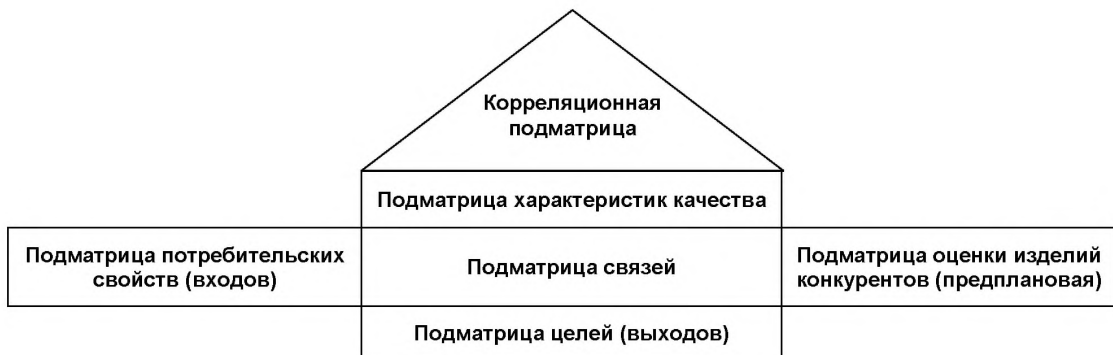 Корреляционная
подматрица
Подматрица характеристик качества
Подматрица потребительских
свойств (входов)
Подматрица связей
Подматрица оценки изделий
конкурентов (предплановая)
Подматрица целей (выходов)